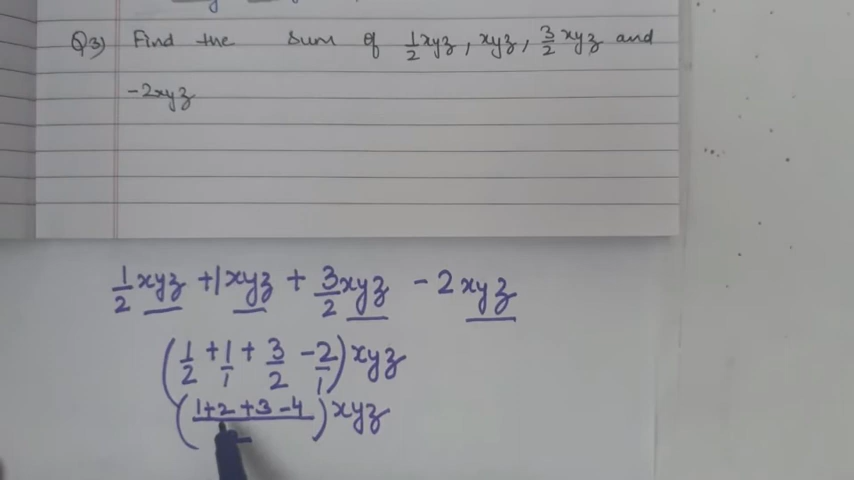 Q3) Find the sum of 1/2 xyz, xyz, 3/2 xyz and
-2xyz
1/2 xyz +1xyz + 3/2 xyz - 2xyz
(1/2 + 1/1 + 3/2 - 2/1) xyz
(1+2+3-4/) xyz